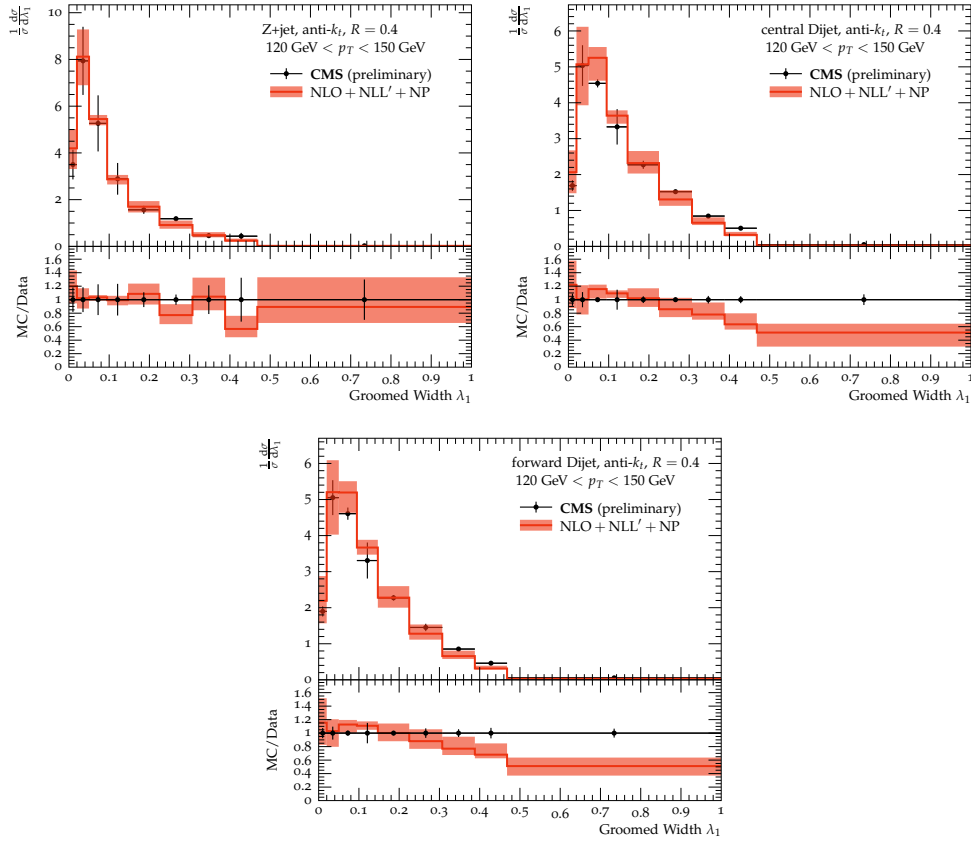 1/σ dσ/dλ₁
Z+jet, anti-kₜ, R = 0.4
120 GeV < p_T < 150 GeV
CMS (preliminary)
NLO + NLL′ + NP
10
8
6
4
2
0
MC/Data
1.6
1.4
1.2
1
0.8
0.6
0.4
0.2
0
0 0.1 0.2 0.3 0.4 0.5 0.6 0.7 0.8 0.9 1
Groomed Width λ₁
1/σ dσ/dλ₁
central Dijet, anti-kₜ, R = 0.4
120 GeV < p_T < 150 GeV
CMS (preliminary)
NLO + NLL′ + NP
6
5
4
3
2
1
0
MC/Data
1.6
1.4
1.2
1
0.8
0.6
0.4
0.2
0
0 0.1 0.2 0.3 0.4 0.5 0.6 0.7 0.8 0.9 1
Groomed Width λ₁
1/σ dσ/dλ₁
forward Dijet, anti-kₜ, R = 0.4
120 GeV < p_T < 150 GeV
CMS (preliminary)
NLO + NLL′ + NP
6
5
4
3
2
1
0
MC/Data
1.6
1.4
1.2
1
0.8
0.6
0.4
0.2
0
0 0.1 0.2 0.3 0.4 0.5 0.6 0.7 0.8 0.9 1
Groomed Width λ₁